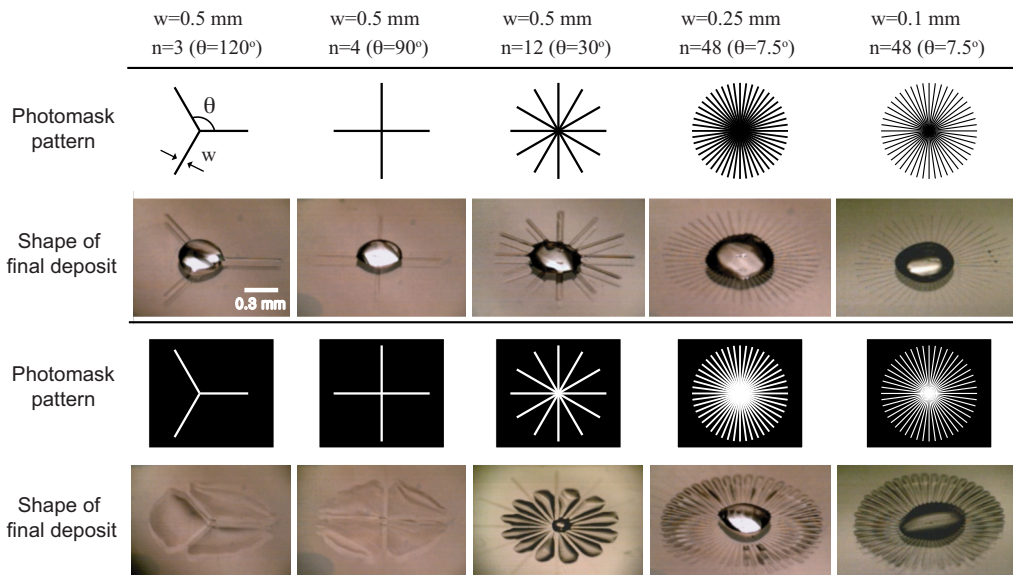 w=0.5 mm
n=3 (θ=120°)
w=0.5 mm
n=4 (θ=90°)
w=0.5 mm
n=12 (θ=30°)
w=0.25 mm
n=48 (θ=7.5°)
w=0.1 mm
n=48 (θ=7.5°)
Photomask
pattern
θ
w
Shape of
final deposit
0.3 mm
Photomask
pattern
Shape of
final deposit